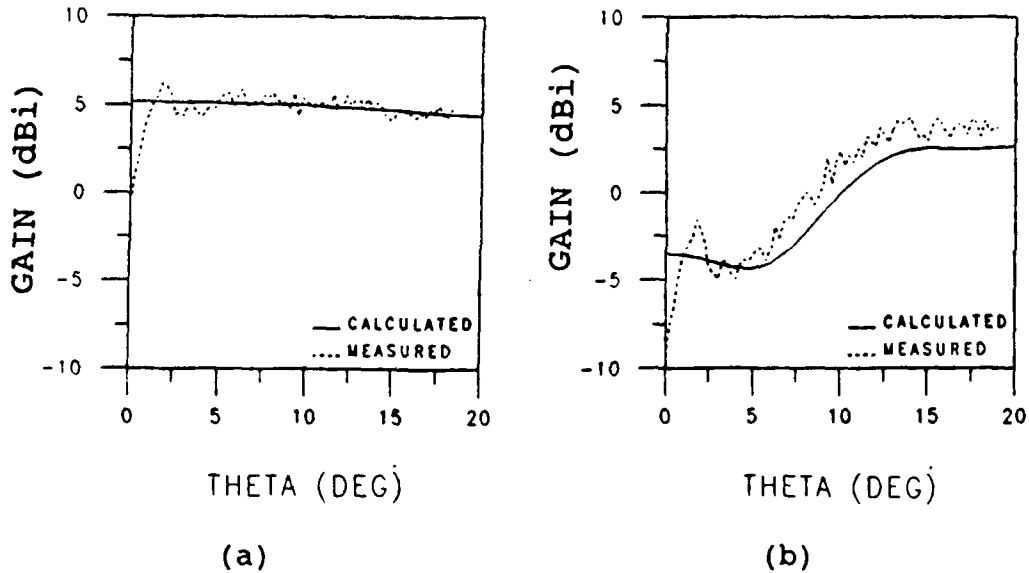 10
5
0
-5
-10
GAIN (dBi)
CALCULATED
MEASURED
0
5
10
15
20
THETA (DEG)
(a)
10
5
0
-5
-10
GAIN (dBi)
CALCULATED
MEASURED
0
5
10
15
20
THETA (DEG)
(b)